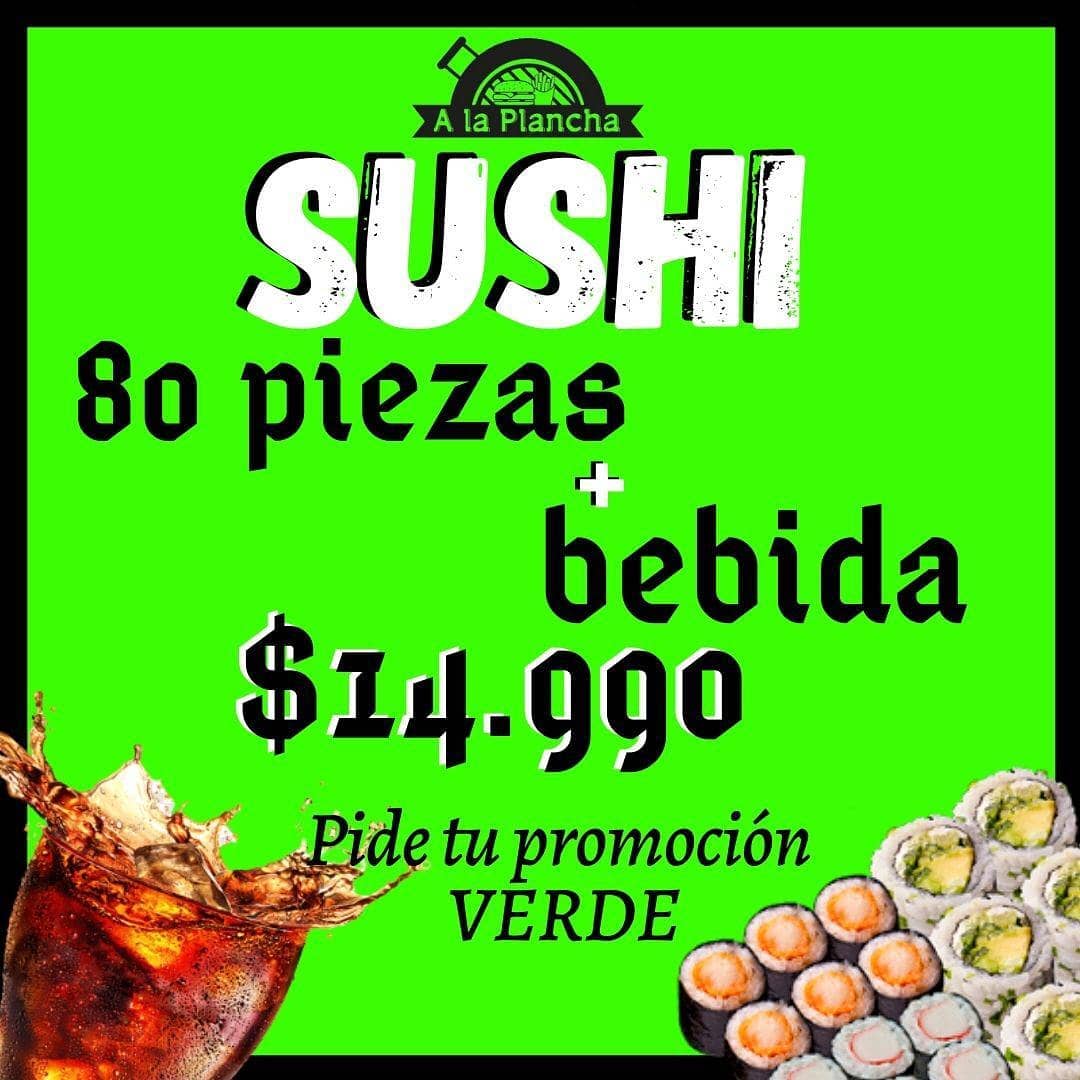 A la Plancha
SUSHI
80 piezas
+
bebida
$14.990
Pide tu promoción
VERDE